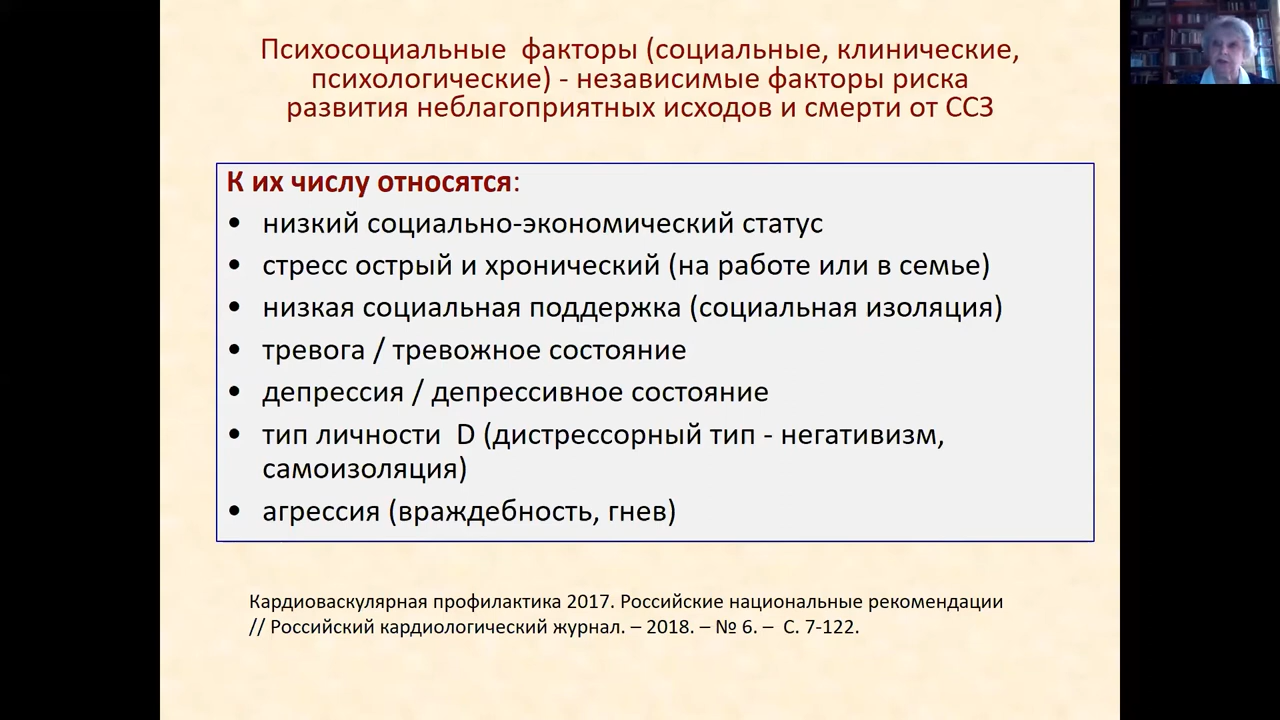 Психосоциальные факторы (социальные, клинические,
психологические) - независимые факторы риска
развития неблагоприятных исходов и смерти от ССЗ
К их числу относятся:
• низкий социально-экономический статус
• стресс острый и хронический (на работе или в семье)
• низкая социальная поддержка (социальная изоляция)
• тревога / тревожное состояние
• депрессия / депрессивное состояние
• тип личности D (дистрессорный тип - негативизм,
самоизоляция)
• агрессия (враждебность, гнев)
Кардиоваскулярная профилактика 2017. Российские национальные рекомендации
// Российский кардиологический журнал. – 2018. – № 6. – С. 7-122.